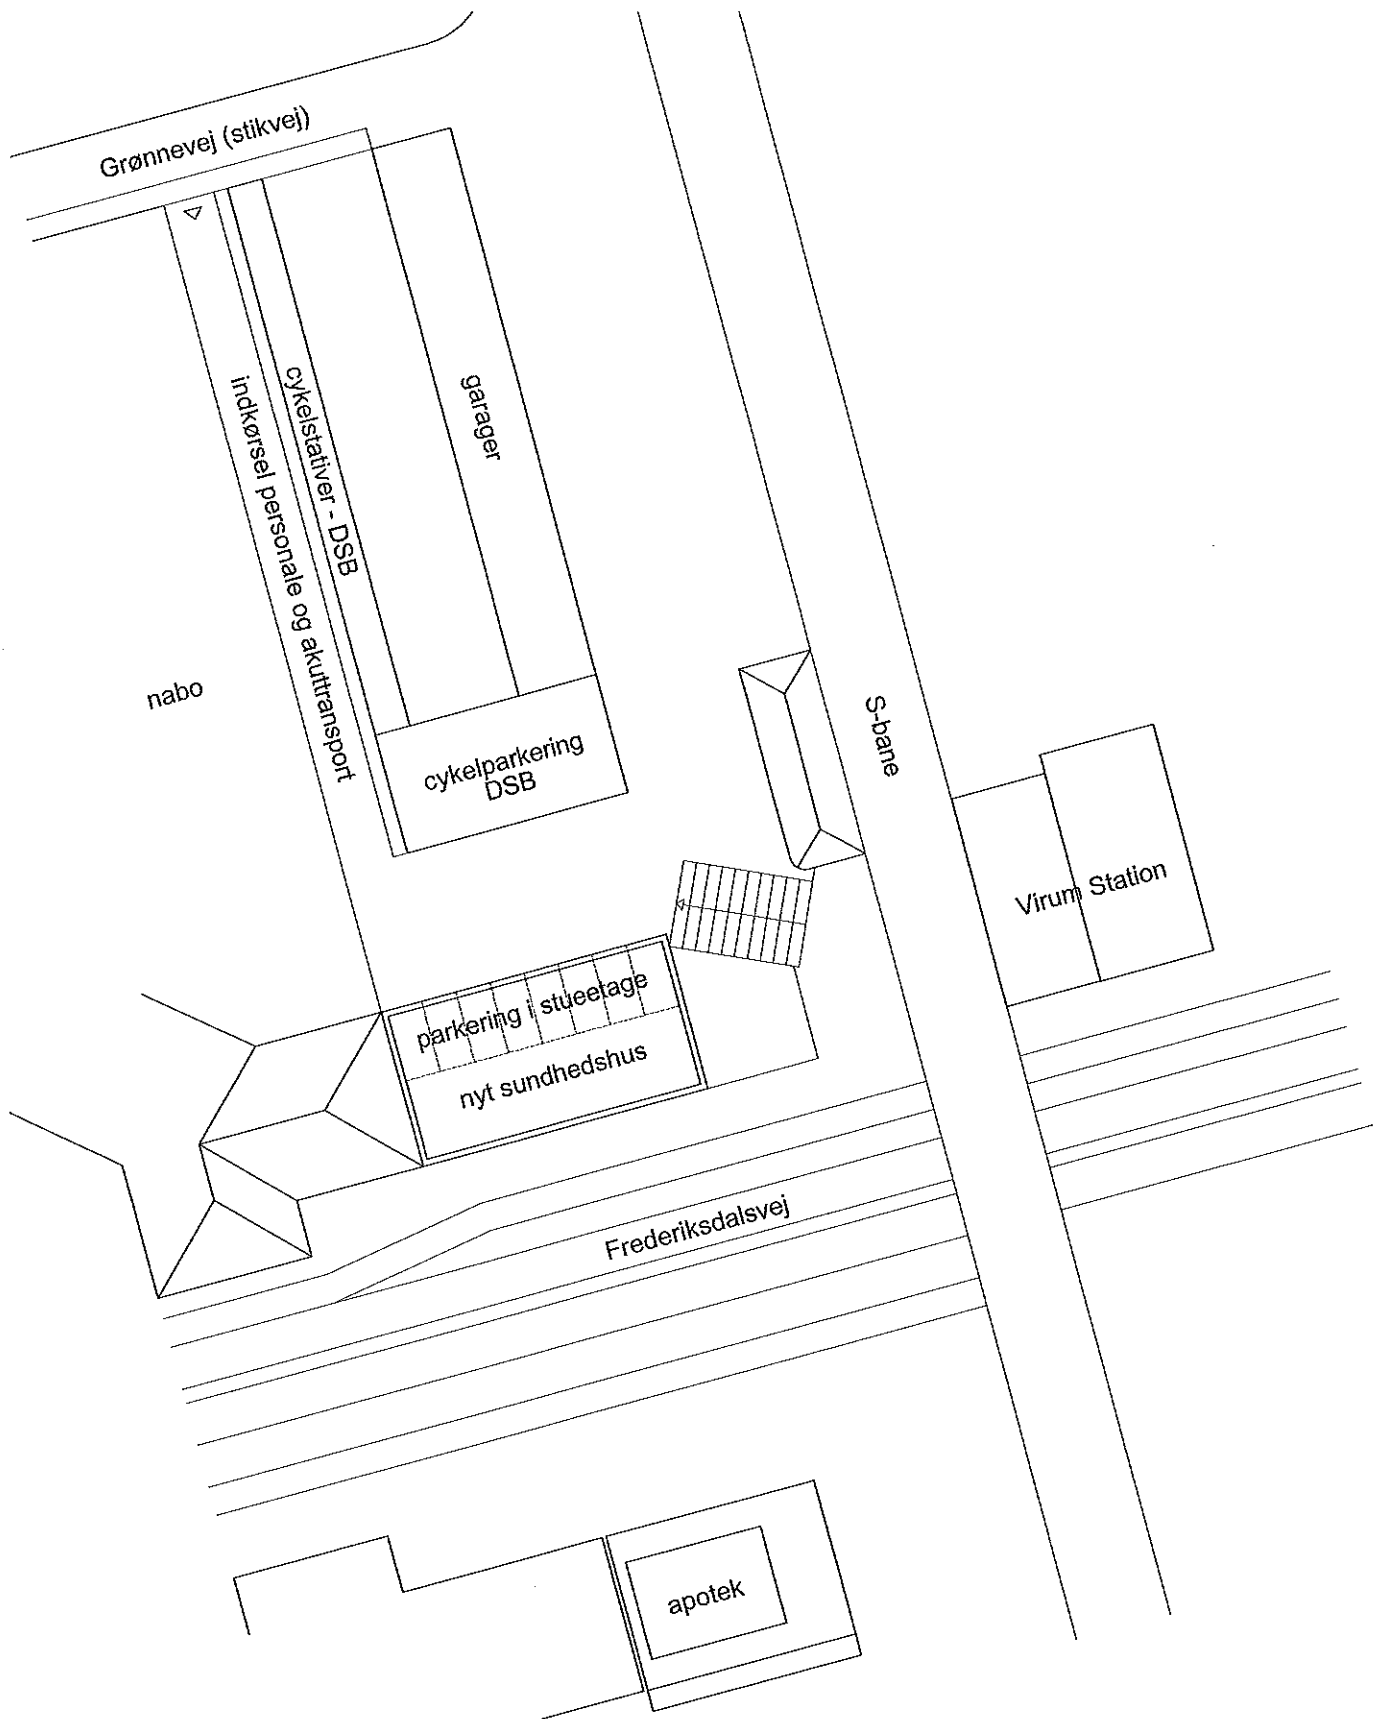 Grønnevej (stikvej)
indkørsel personale og akuttransport
cykelstativer - DSB
garager
nabo
cykelparkering
DSB
S-bane
Virum Station
parkering i stueetage
nyt sundhedshus
Frederiksdalsvej
apotek